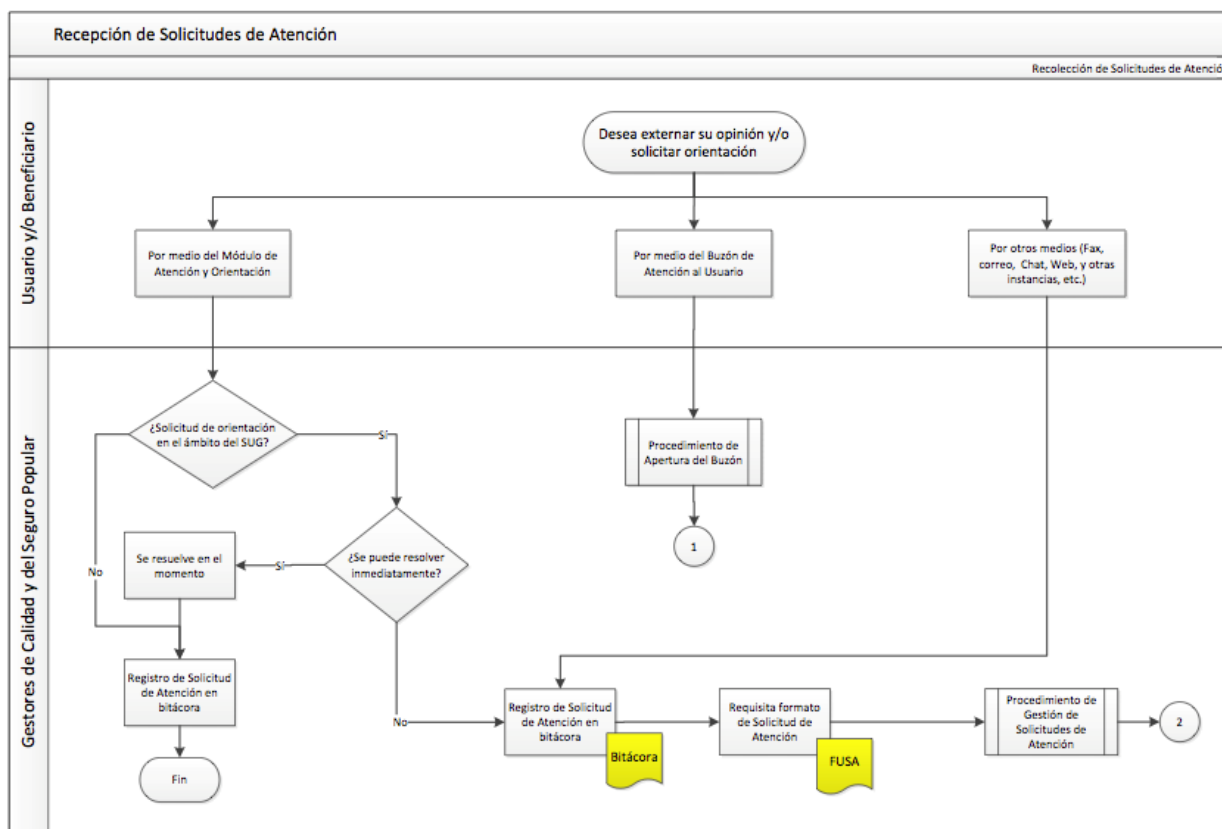 Recepción de Solicitudes de Atención
Recolección de Solicitudes de Atenció
Usuario y/o Beneficiario
Desea externar su opinión y/o
solicitar orientación
Por medio del Módulo de
Atención y Orientación
Por medio del Buzón de
Atención al Usuario
Por otros medios (Fax,
correo, Chat, Web, y otras
instancias, etc.)
Gestores de Calidad y del Seguro Popular
¿Solicitud de orientación
en el ámbito del SUG?
Sí
No
Procedimiento de
Apertura del Buzón
1
¿Se puede resolver
inmediatamente?
Sí
Se resuelve en el
momento
Registro de Solicitud
de Atención en
bitácora
Fin
No
Registro de Solicitud
de Atención en
bitácora
Bitácora
Requisita formato
de Solicitud de
Atención
FUSA
Procedimiento de
Gestión de
Solicitudes de
Atención
2